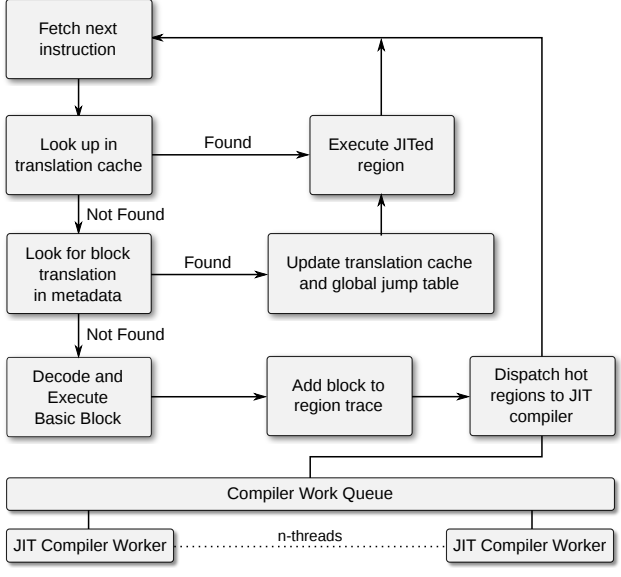 Fetch next
instruction
Look up in
translation cache
Found
Execute JITed
region
Not Found
Look for block
translation
in metadata
Found
Update translation cache
and global jump table
Not Found
Decode and
Execute
Basic Block
Add block to
region trace
Dispatch hot
regions to JIT
compiler
Compiler Work Queue
JIT Compiler Worker
n-threads
JIT Compiler Worker